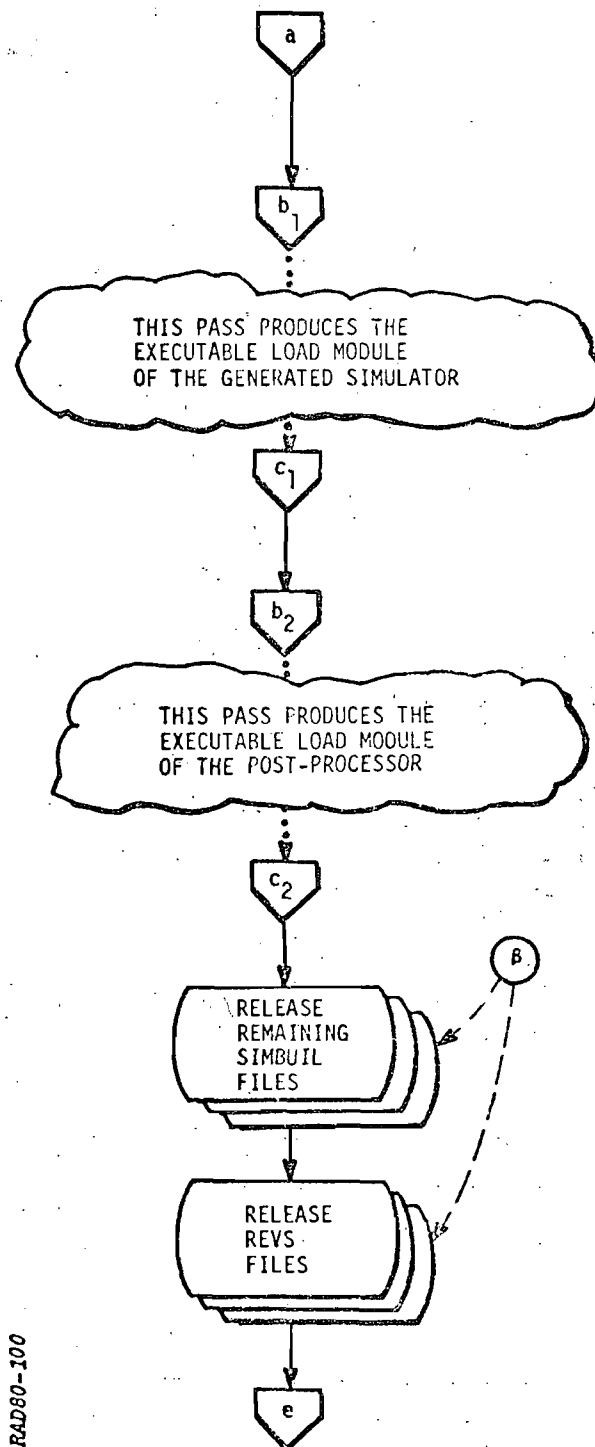 a
b1
THIS PASS PRODUCES THE
EXECUTABLE LOAD MODULE
OF THE GENERATED SIMULATOR
c1
b2
THIS PASS PRODUCES THE
EXECUTABLE LOAD MODULE
OF THE POST-PROCESSOR
c2
β
RELEASE
REMAINING
SIMBUIL
FILES
RELEASE
REVS
FILES
e
RAD80-100